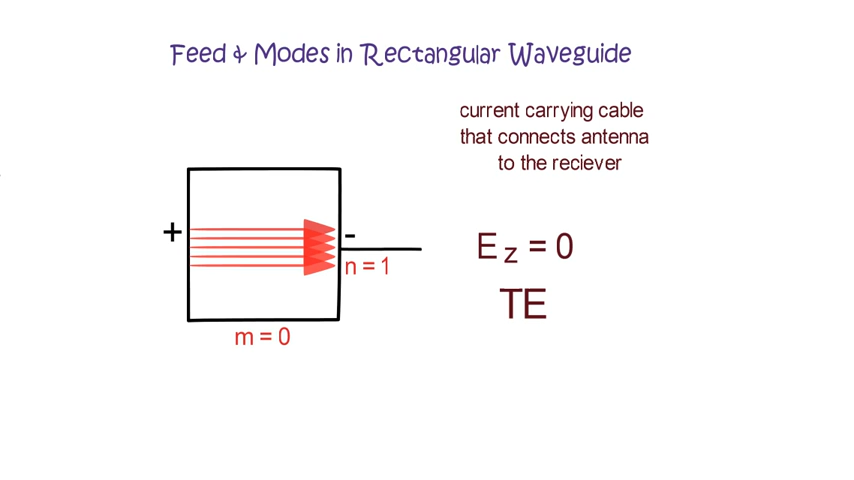 Feed & Modes in Rectangular Waveguide
current carrying cable
that connects antenna
to the reciever
+
-
n = 1
m = 0
E z = 0
TE